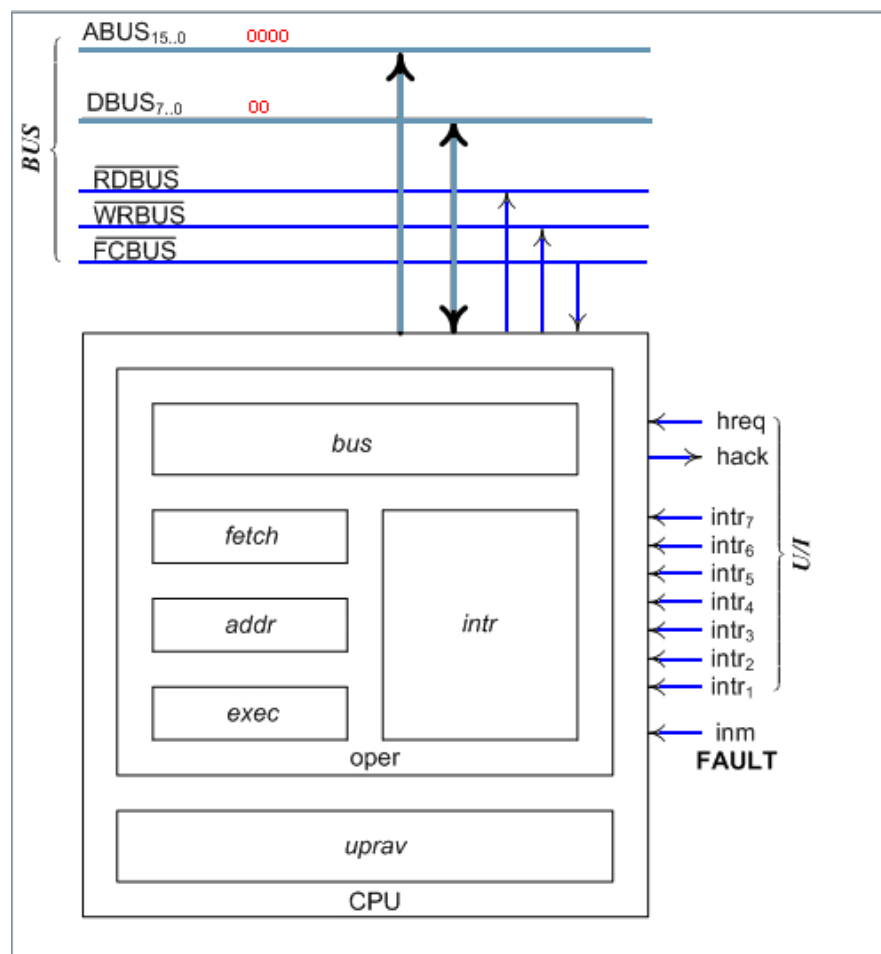 ABUS15..0 0000
DBUS7..0 00
BUS
RDBUS
WRBUS
FCBUS
bus
hreq
hack
fetch
intr7
intr6
intr5
U/I
addr
intr
intr4
intr3
intr2
exec
intr1
oper
inm
FAULT
uprav
CPU